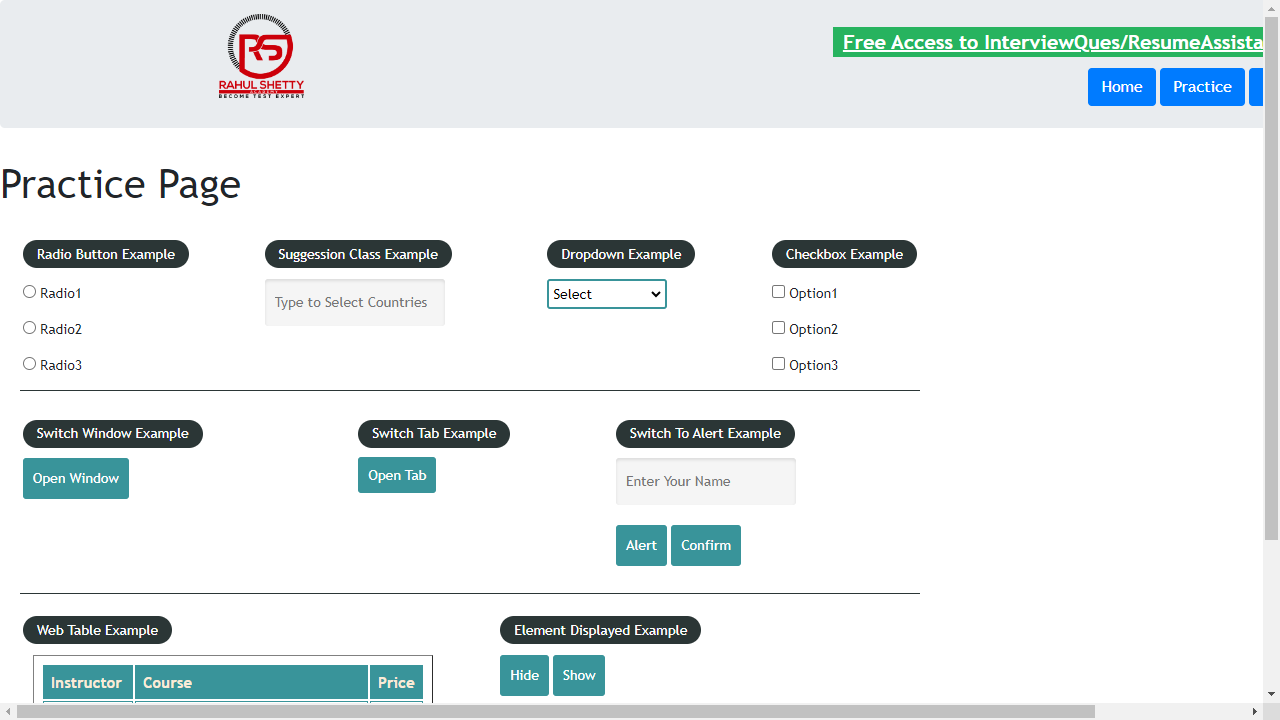 RS
RAHUL SHETTY
ACADEMY
BECOME TEST EXPERT
Free Access to InterviewQues/ResumeAssista
Home
Practice
Practice Page
Radio Button Example
Radio1
Radio2
Radio3
Suggession Class Example
Type to Select Countries
Dropdown Example
Select
Checkbox Example
Option1
Option2
Option3
Switch Window Example
Open Window
Switch Tab Example
Open Tab
Switch To Alert Example
Enter Your Name
Alert
Confirm
Web Table Example
Instructor Course Price
Element Displayed Example
Hide
Show